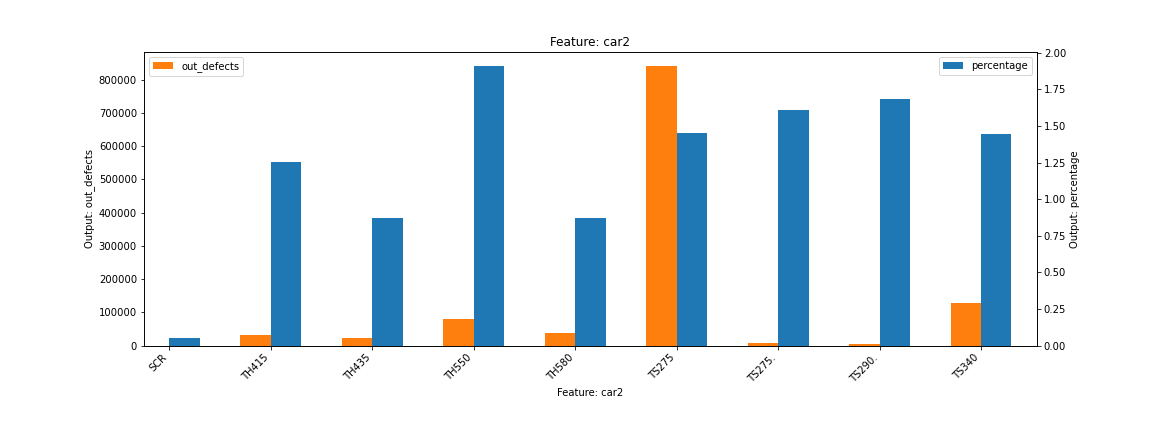 Feature: car2
out_defects
percentage
800000
700000
600000
500000
400000
300000
200000
100000
0
Output: out_defects
2.00
1.75
1.50
1.25
1.00
0.75
0.50
0.25
0.00
Output: percentage
SCR
TH415
TH435
TH550
TH580
TS275
TS275.
TS290.
TS340
Feature: car2